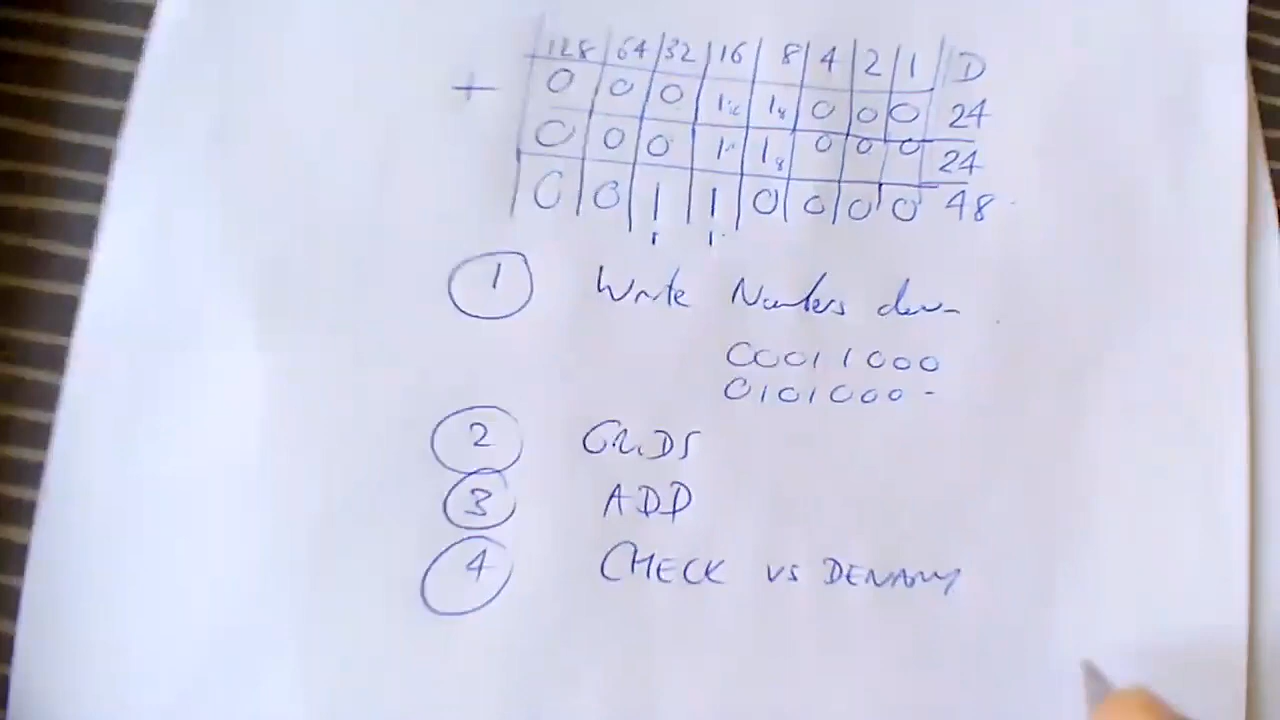 128 64 32 16 8 4 2 1 D
+ 0 0 0 1 1 0 0 0 24
0 0 0 1 1 0 0 0 24
0 0 1 1 0 0 0 0 48
1 1
1 Write Numbers down
00011000
0101000-
2 GRIDS
3 ADD
4 CHECK vs DENARY